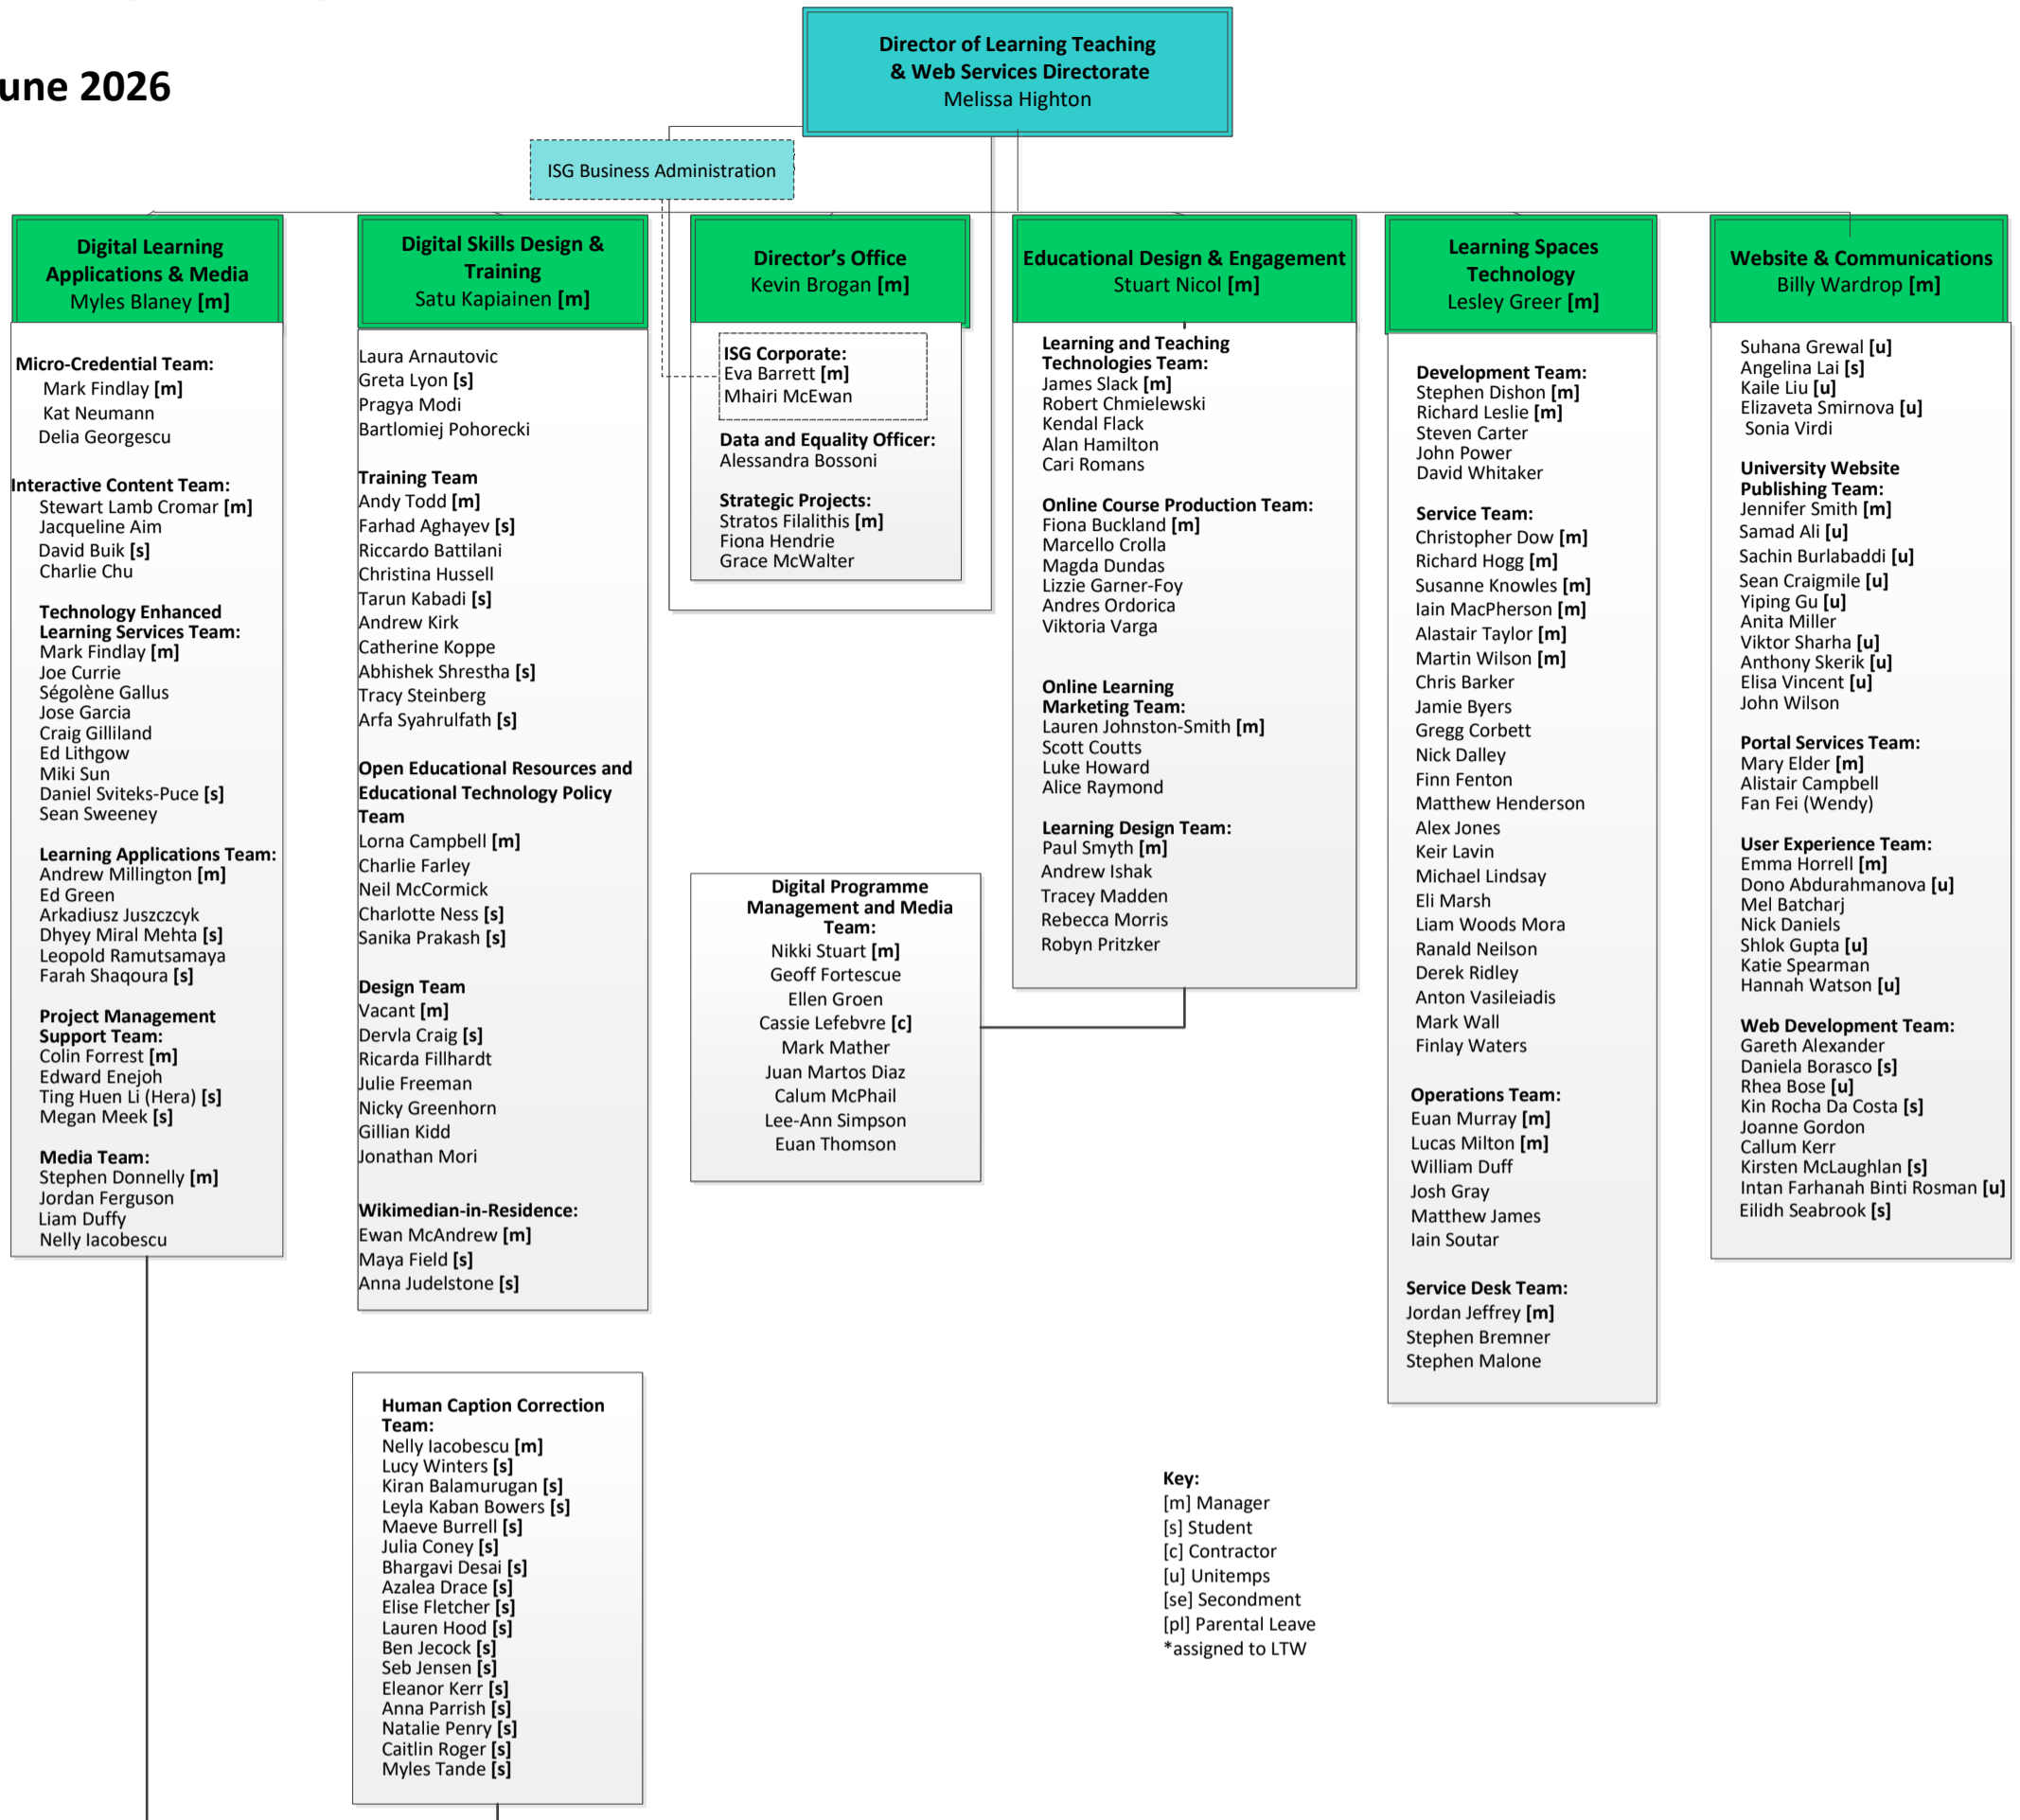 une 2026
Director of Learning Teaching
& Web Services Directorate
Melissa Highton
ISG Business Administration
Digital Learning
Applications & Media
Myles Blaney [m]
Micro-Credential Team:
Mark Findlay [m]
Kat Neumann
Delia Georgescu
Interactive Content Team:
Stewart Lamb Cromar [m]
Jacqueline Aim
David Buik [s]
Charlie Chu
Technology Enhanced
Learning Services Team:
Mark Findlay [m]
Joe Currie
Ségolène Gallus
Jose Garcia
Craig Gilliland
Ed Lithgow
Miki Sun
Daniel Sviteks-Puce [s]
Sean Sweeney
Learning Applications Team:
Andrew Millington [m]
Ed Green
Arkadiusz Juszczcyk
Dhyey Miral Mehta [s]
Leopold Ramutsamaya
Farah Shaqoura [s]
Project Management
Support Team:
Colin Forrest [m]
Edward Enejoh
Ting Huen Li (Hera) [s]
Megan Meek [s]
Media Team:
Stephen Donnelly [m]
Jordan Ferguson
Liam Duffy
Nelly Iacobescu
Digital Skills Design &
Training
Satu Kapiainen [m]
Laura Arnautovic
Greta Lyon [s]
Pragya Modi
Bartlomiej Pohorecki
Training Team
Andy Todd [m]
Farhad Aghayev [s]
Riccardo Battilani
Christina Hussell
Tarun Kabadi [s]
Andrew Kirk
Catherine Koppe
Abhishek Shrestha [s]
Tracy Steinberg
Arfa Syahrulfath [s]
Open Educational Resources and
Educational Technology Policy
Team
Lorna Campbell [m]
Charlie Farley
Neil McCormick
Charlotte Ness [s]
Sanika Prakash [s]
Design Team
Vacant [m]
Dervla Craig [s]
Ricarda Fillhardt
Julie Freeman
Nicky Greenhorn
Gillian Kidd
Jonathan Mori
Wikimedian-in-Residence:
Ewan McAndrew [m]
Maya Field [s]
Anna Judelstone [s]
Human Caption Correction
Team:
Nelly Iacobescu [m]
Lucy Winters [s]
Kiran Balamurugan [s]
Leyla Kaban Bowers [s]
Maeve Burrell [s]
Julia Coney [s]
Bhargavi Desai [s]
Azalea Drace [s]
Elise Fletcher [s]
Lauren Hood [s]
Ben Jecock [s]
Seb Jensen [s]
Eleanor Kerr [s]
Anna Parrish [s]
Natalie Penry [s]
Caitlin Roger [s]
Myles Tande [s]
Director's Office
Kevin Brogan [m]
ISG Corporate:
Eva Barrett [m]
Mhairi McEwan
Data and Equality Officer:
Alessandra Bossoni
Strategic Projects:
Stratos Filalithis [m]
Fiona Hendrie
Grace McWalter
Digital Programme
Management and Media
Team:
Nikki Stuart [m]
Geoff Fortescue
Ellen Groen
Cassie Lefebvre [c]
Mark Mather
Juan Martos Diaz
Calum McPhail
Lee-Ann Simpson
Euan Thomson
Educational Design & Engagement
Stuart Nicol [m]
Learning and Teaching
Technologies Team:
James Slack [m]
Robert Chmielewski
Kendal Flack
Alan Hamilton
Cari Romans
Online Course Production Team:
Fiona Buckland [m]
Marcello Crolla
Magda Dundas
Lizzie Garner-Foy
Andres Ordorica
Viktoria Varga
Online Learning
Marketing Team:
Lauren Johnston-Smith [m]
Scott Coutts
Luke Howard
Alice Raymond
Learning Design Team:
Paul Smyth [m]
Andrew Ishak
Tracey Madden
Rebecca Morris
Robyn Pritzker
Learning Spaces
Technology
Lesley Greer [m]
Development Team:
Stephen Dishon [m]
Richard Leslie [m]
Steven Carter
John Power
David Whitaker
Service Team:
Christopher Dow [m]
Richard Hogg [m]
Susanne Knowles [m]
Iain MacPherson [m]
Alastair Taylor [m]
Martin Wilson [m]
Chris Barker
Jamie Byers
Gregg Corbett
Nick Dalley
Finn Fenton
Matthew Henderson
Alex Jones
Keir Lavin
Michael Lindsay
Eli Marsh
Liam Woods Mora
Ranald Neilson
Derek Ridley
Anton Vasileiadis
Mark Wall
Finlay Waters
Operations Team:
Euan Murray [m]
Lucas Milton [m]
William Duff
Josh Gray
Matthew James
Iain Soutar
Service Desk Team:
Jordan Jeffrey [m]
Stephen Bremner
Stephen Malone
Website & Communications
Billy Wardrop [m]
Suhana Grewal [u]
Angelina Lai [s]
Kaile Liu [u]
Elizaveta Smirnova [u]
Sonia Virdi
University Website
Publishing Team:
Jennifer Smith [m]
Samad Ali [u]
Sachin Burlabaddi [u]
Sean Craigmile [u]
Yiping Gu [u]
Anita Miller
Viktor Sharha [u]
Anthony Skerik [u]
Elisa Vincent [u]
John Wilson
Portal Services Team:
Mary Elder [m]
Alistair Campbell
Fan Fei (Wendy)
User Experience Team:
Emma Horrell [m]
Dono Abdurahmanova [u]
Mel Batcharj
Nick Daniels
Shlok Gupta [u]
Katie Spearman
Hannah Watson [u]
Web Development Team:
Gareth Alexander
Daniela Borasco [s]
Rhea Bose [u]
Kin Rocha Da Costa [s]
Joanne Gordon
Callum Kerr
Kirsten McLaughlan [s]
Intan Farhanah Binti Rosman [u]
Eilidh Seabrook [s]
Key:
[m] Manager
[s] Student
[c] Contractor
[u] Unitemps
[se] Secondment
[pl] Parental Leave
*assigned to LTW